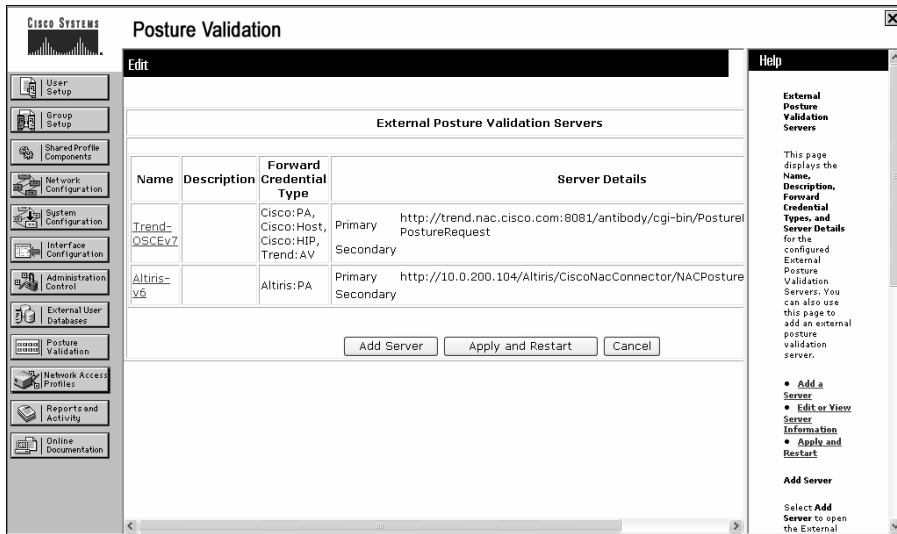 CISCO SYSTEMS
Posture Validation
User
Setup
Group
Setup
Shared Profile
Components
Network
Configuration
System
Configuration
Interface
Configuration
Administration
Control
External User
Databases
Posture
Validation
Network Access
Profiles
Reports and
Activity
Online
Documentation
Edit
External Posture Validation Servers
Name Description Forward
Credential
Type Server Details
Trend-
OSCEv7
Cisco:PA,
Cisco:Host,
Cisco:HIP,
Trend:AV
Primary http://trend.nac.cisco.com:8081/antibody/cgi-bin/Posture
PostureRequest
Secondary
Altiris-
v6
Altiris:PA
Primary http://10.0.200.104/Altiris/CiscoNacConnector/NACPosture
Secondary
Add Server Apply and Restart Cancel
Help
External
Posture
Validation
Servers
This page
displays the
Name,
Description,
Forward
Credential
Types, and
Server Details
for the
configured
External
Posture
Validation
Servers. You
can also use
this page to
add an external
posture
validation
server.
• Add a
Server
• Edit or View
Server
Information
• Apply and
Restart
Add Server
Select Add
Server to open
the External